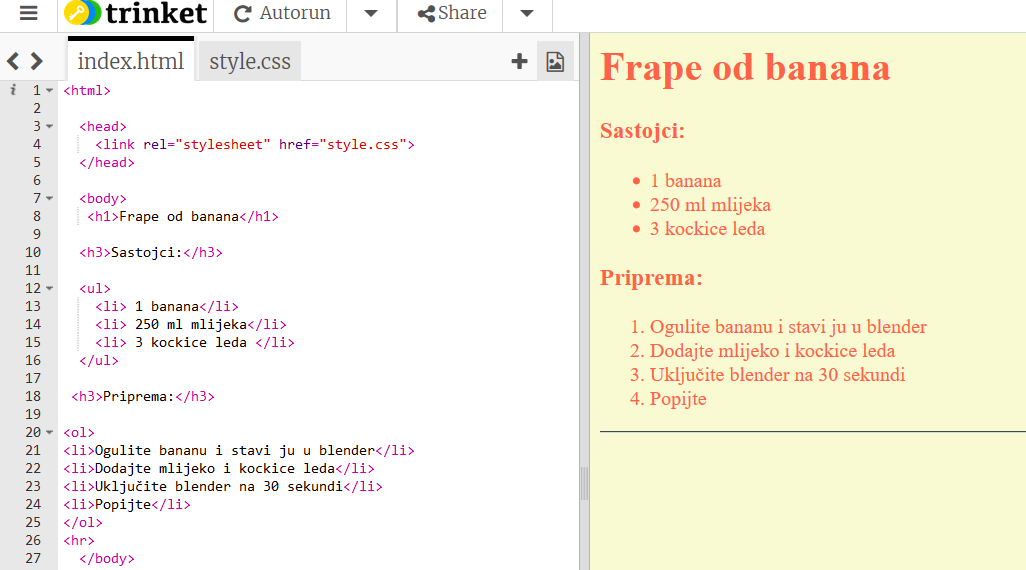 trinket Autorun Share
index.html style.css
i 1 <html>
2
3 <head>
4 <link rel="stylesheet" href="style.css">
5 </head>
6
7 <body>
8 <h1>Frape od banana</h1>
9
10 <h3>Sastojci:</h3>
11
12 <ul>
13 <li> 1 banana</li>
14 <li> 250 ml mlijeka</li>
15 <li> 3 kockice leda </li>
16 </ul>
17
18 <h3>Priprema:</h3>
19
20 <ol>
21 <li>Ogulite bananu i stavi ju u blender</li>
22 <li>Dodajte mlijeko i kockice leda</li>
23 <li>Uključite blender na 30 sekundi</li>
24 <li>Popijte</li>
25 </ol>
26 <hr>
27 </body>
Frape od banana
Sastojci:
• 1 banana
• 250 ml mlijeka
• 3 kockice leda
Priprema:
1. Ogulite bananu i stavi ju u blender
2. Dodajte mlijeko i kockice leda
3. Uključite blender na 30 sekundi
4. Popijte